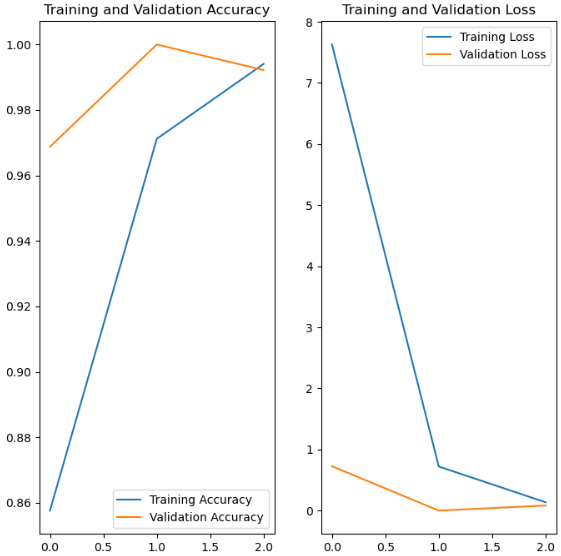 Training and Validation Accuracy
1.00
0.98
0.96
0.94
0.92
0.90
0.88
0.86
Training Accuracy
Validation Accuracy
0.0 0.5 1.0 1.5 2.0
Training and Validation Loss
8
7
6
5
4
3
2
1
0
Training Loss
Validation Loss
0.0 0.5 1.0 1.5 2.0